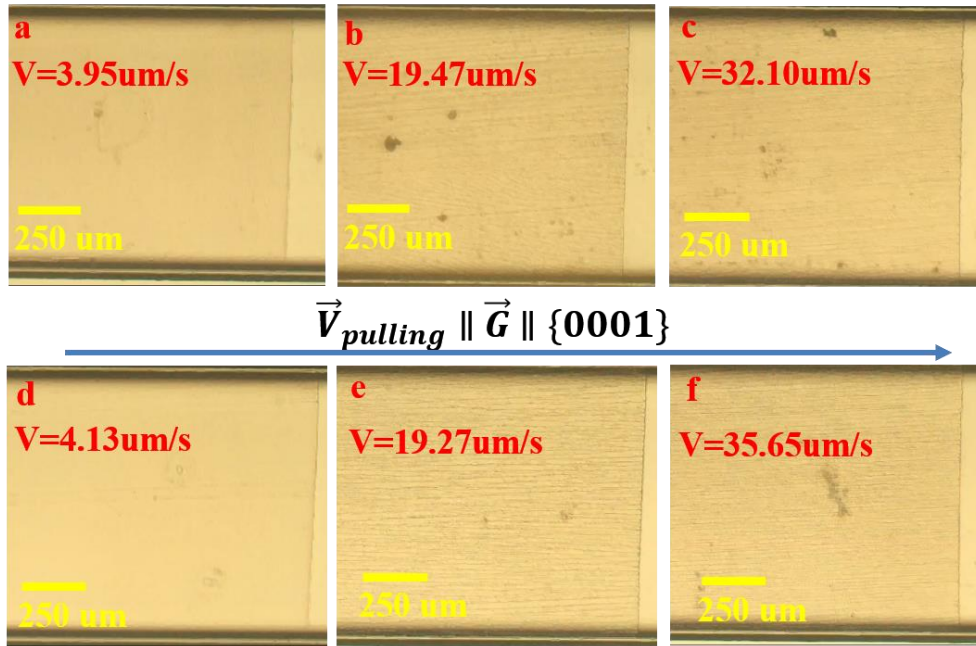 a
V=3.95um/s
250 um
b
V=19.47um/s
250 um
c
V=32.10um/s
250 um
V⃗pulling ∥ G⃗ ∥ {0001}
d
V=4.13um/s
250 um
e
V=19.27um/s
250 um
f
V=35.65um/s
250 um